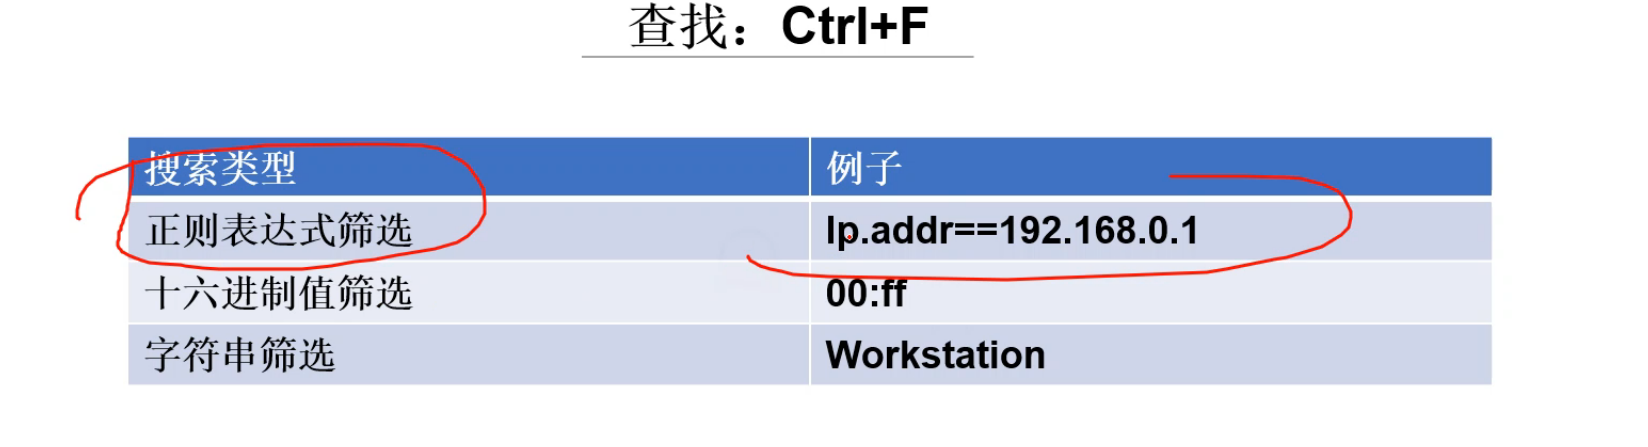 查找：Ctrl+F
搜索类型 例子
正则表达式筛选 Ip.addr==192.168.0.1
十六进制值筛选 00:ff
字符串筛选 Workstation